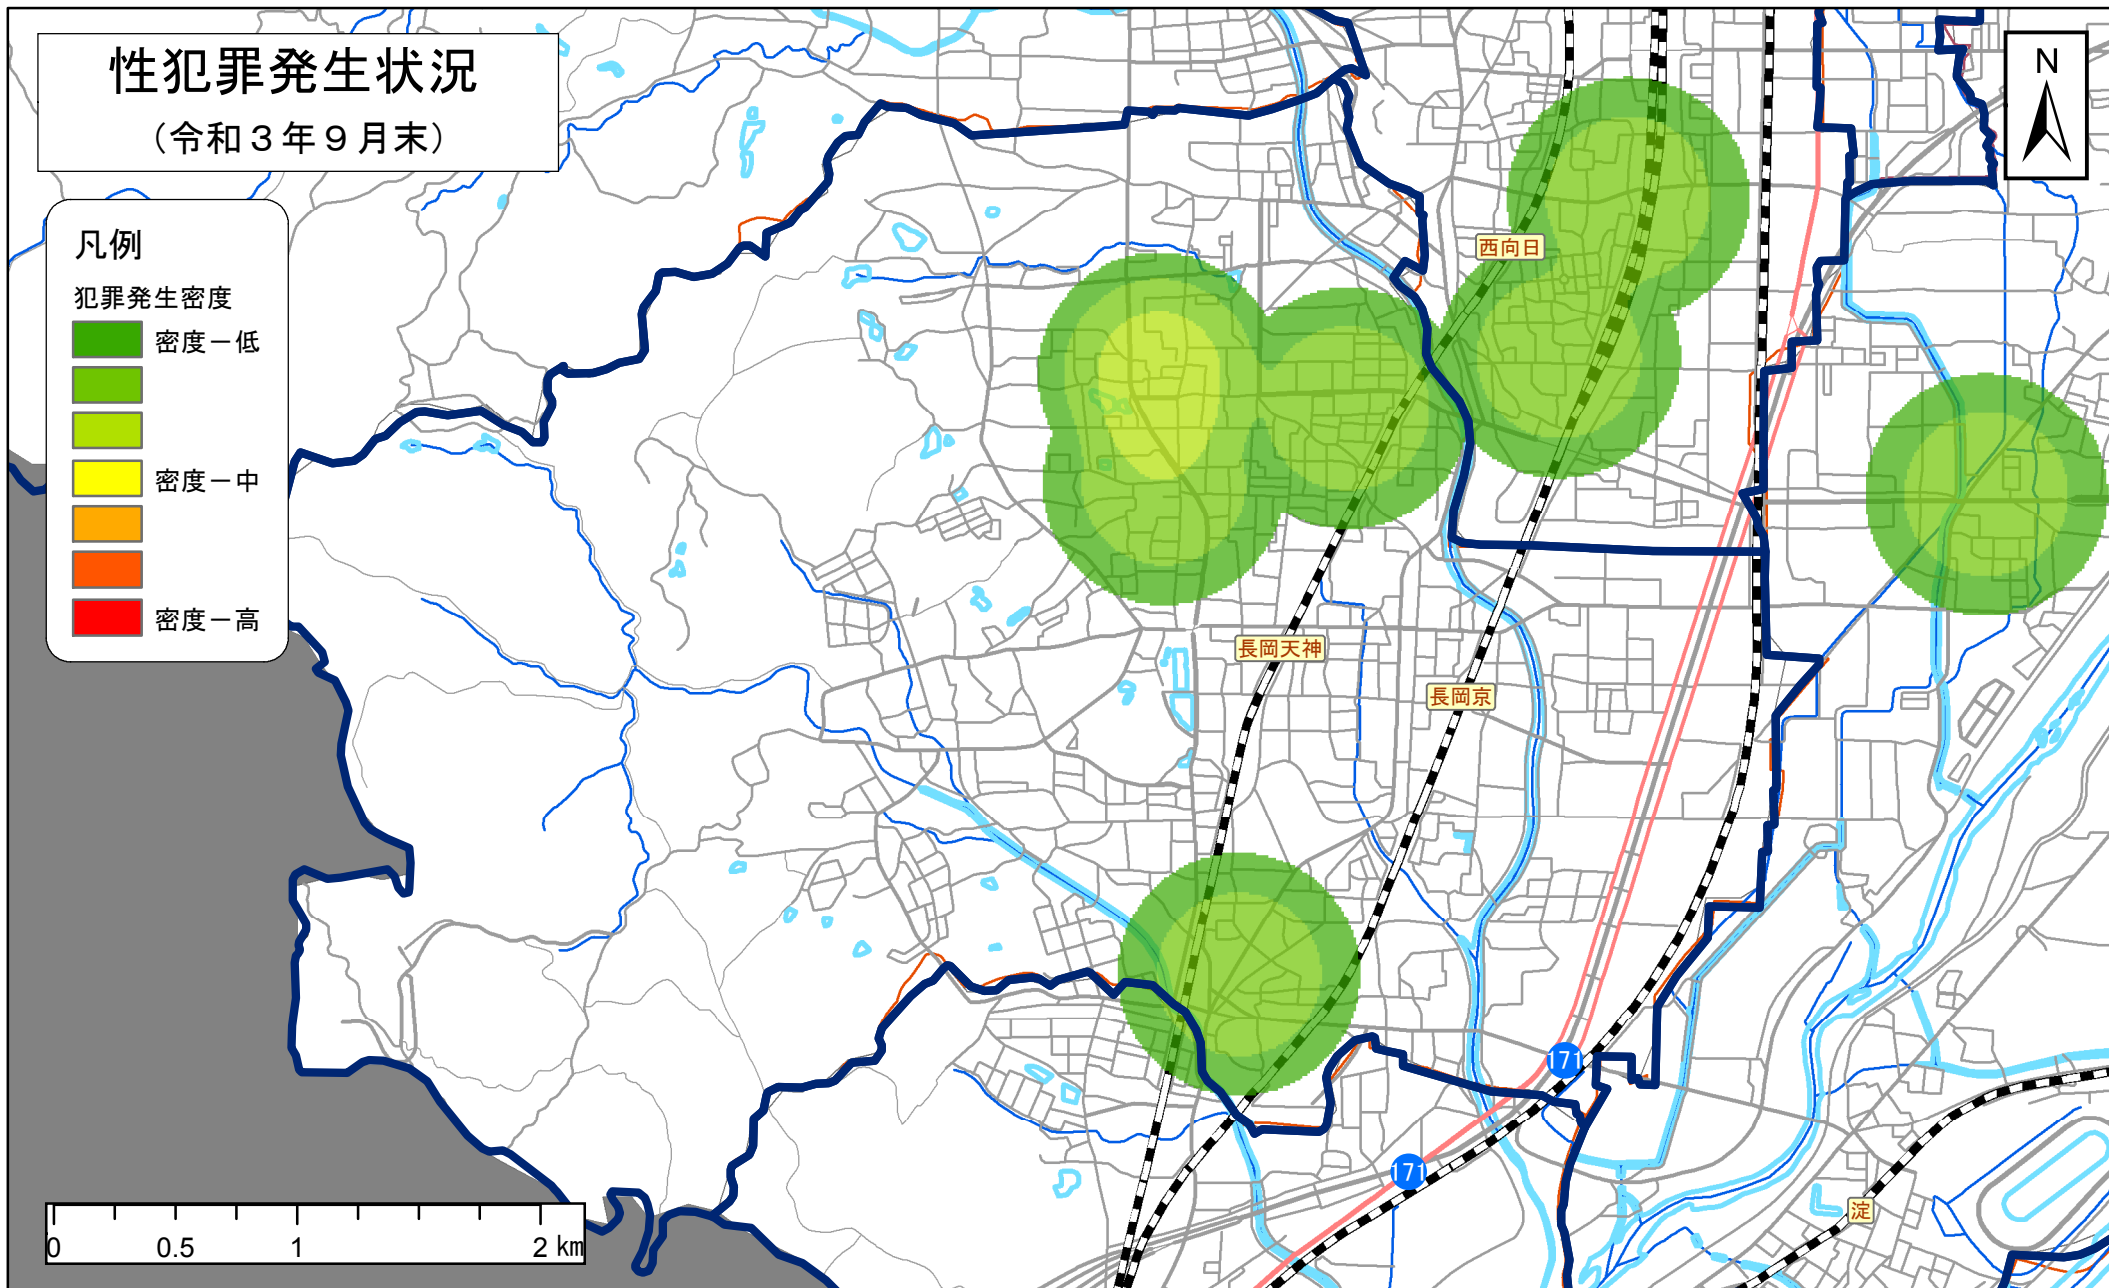 性犯罪発生状況
（令和３年９月末）
N
凡例
犯罪発生密度
密度－低
密度－中
密度－高
西向日
長岡天神
長岡京
171
171
淀
0 0.5 1 2 km